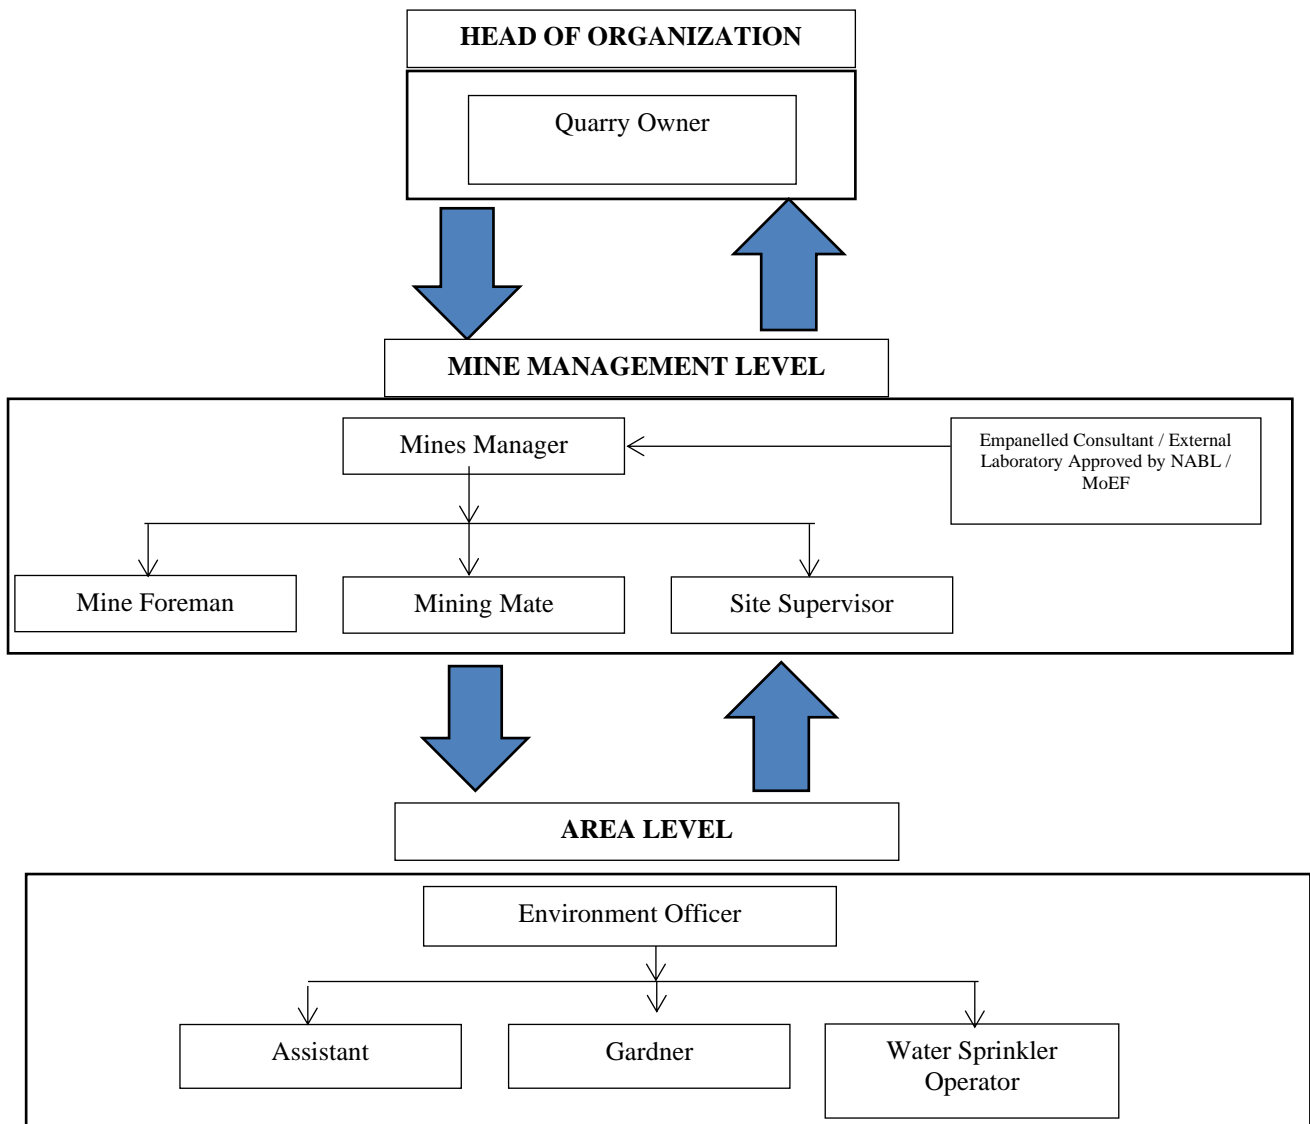 HEAD OF ORGANIZATION
Quarry Owner
MINE MANAGEMENT LEVEL
Mines Manager
Empanelled Consultant / External
Laboratory Approved by NABL /
MoEF
Mine Foreman
Mining Mate
Site Supervisor
AREA LEVEL
Environment Officer
Assistant
Gardner
Water Sprinkler
Operator